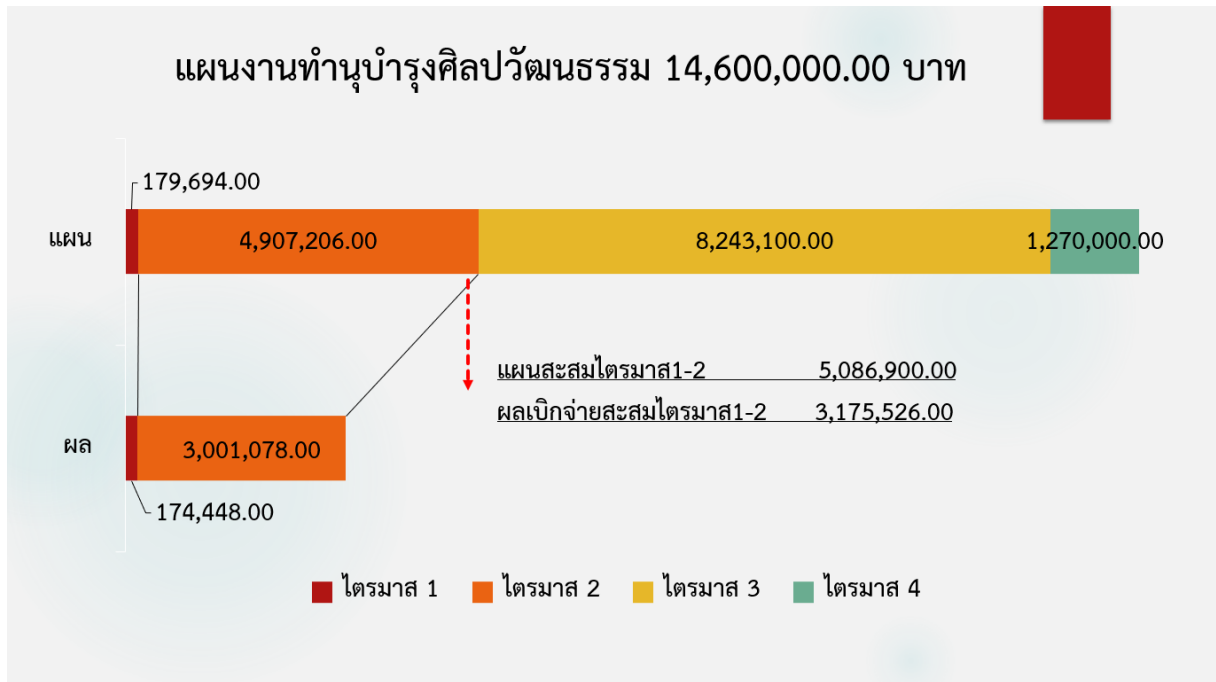 แผนงานทำนุบำรุงศิลปวัฒนธรรม 14,600,000.00 บาท
179,694.00
แผน 4,907,206.00 8,243,100.00 1,270,000.00
แผนสะสมไตรมาส1-2 5,086,900.00
ผลเบิกจ่ายสะสมไตรมาส1-2 3,175,526.00
ผล 3,001,078.00
174,448.00
ไตรมาส 1 ไตรมาส 2 ไตรมาส 3 ไตรมาส 4